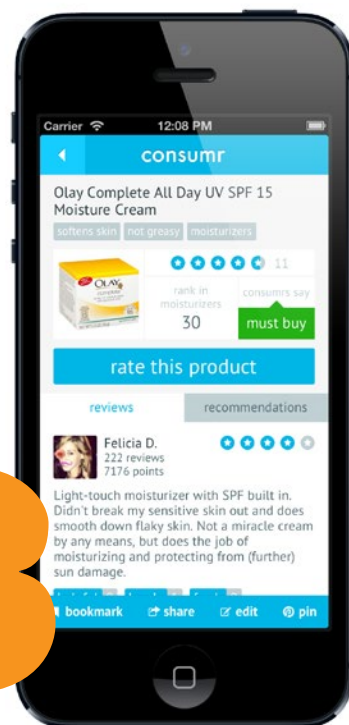 Carrier 12:08 PM
consumr
Olay Complete All Day UV SPF 15
Moisture Cream
softens skin not greasy moisturizers
OLAY
complete
11
rank in
moisturizers
30
consumrs say
must buy
rate this product
reviews recommendations
Felicia D.
222 reviews
7176 points
Light-touch moisturizer with SPF built in.
Didn't break my sensitive skin out and does
smooth down flaky skin. Not a miracle cream
by any means, but does the job of
moisturizing and protecting from (further)
sun damage.
bookmark share edit pin